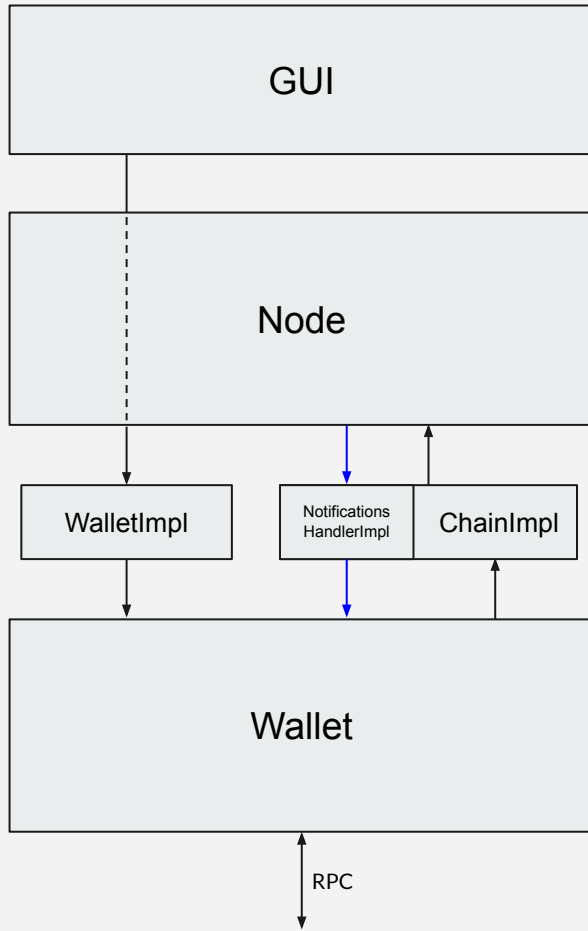 GUI
Node
WalletImpl
Notifications
HandlerImpl
ChainImpl
Wallet
RPC